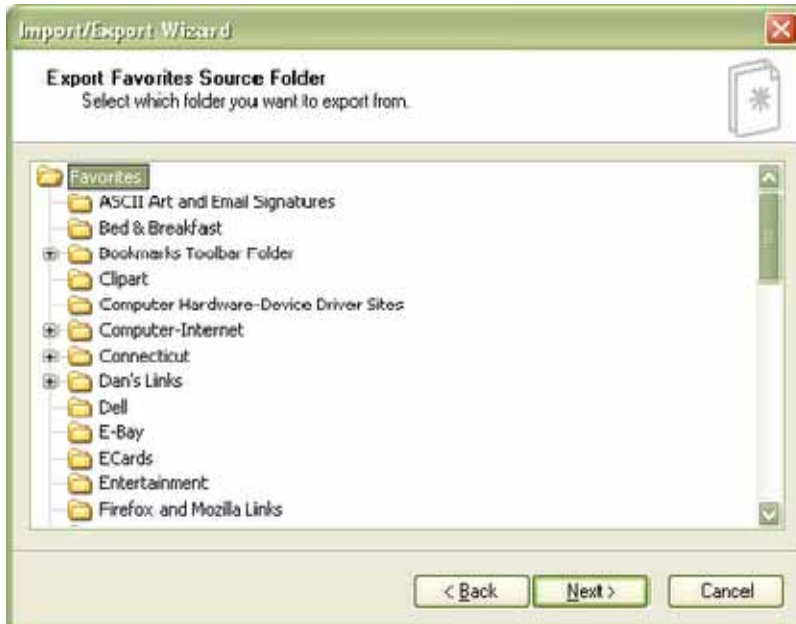 Import/Export Wizard
Export Favorites Source Folder
Select which folder you want to export from.
Favorites
ASCII Art and Email Signatures
Bed & Breakfast
Bookmarks Toolbar Folder
Clipart
Computer Hardware-Device Driver Sites
Computer-Internet
Connecticut
Dan's Links
Dell
E-Bay
ECards
Entertainment
Firefox and Mozilla Links
< Back Next > Cancel